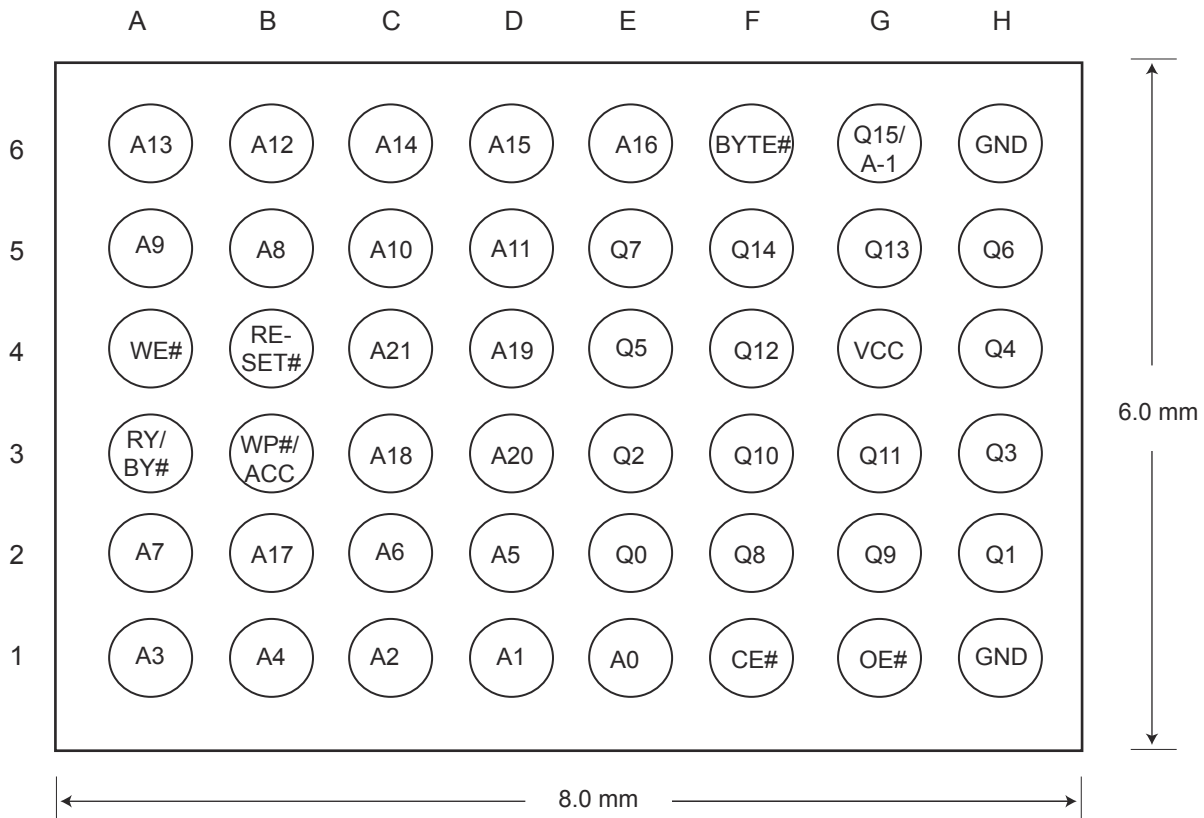 A B C D E F G H
6 A13 A12 A14 A15 A16 BYTE# Q15/ A-1 GND
5 A9 A8 A10 A11 Q7 Q14 Q13 Q6
4 WE# RE- SET# A21 A19 Q5 Q12 VCC Q4
3 RY/ BY# WP#/ ACC A18 A20 Q2 Q10 Q11 Q3
2 A7 A17 A6 A5 Q0 Q8 Q9 Q1
1 A3 A4 A2 A1 A0 CE# OE# GND
6.0 mm
8.0 mm